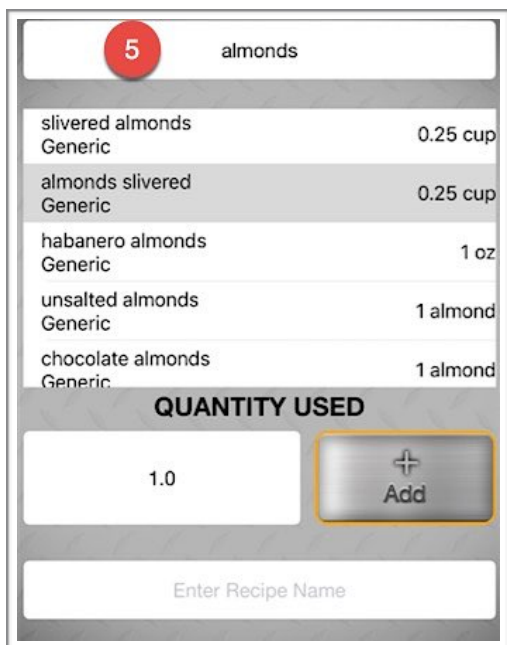 5 almonds
slivered almonds
Generic 0.25 cup
almonds slivered
Generic 0.25 cup
habanero almonds
Generic 1 oz
unsalted almonds
Generic 1 almond
chocolate almonds
Generic 1 almond
QUANTITY USED
1.0
+
Add
Enter Recipe Name